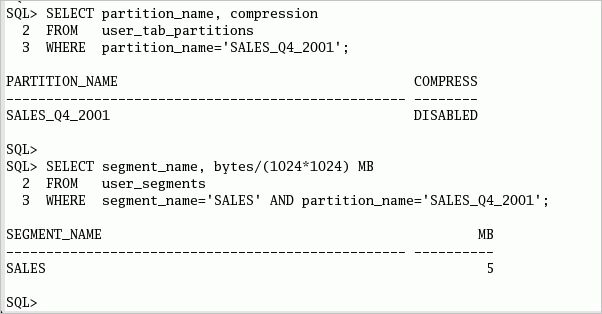 SQL> SELECT partition_name, compression
  2  FROM   user_tab_partitions
  3  WHERE  partition_name='SALES_Q4_2001';
PARTITION_NAME                                     COMPRESS
-------------------------------------------------- --------
SALES_Q4_2001                                      DISABLED
SQL>
SQL> SELECT segment_name, bytes/(1024*1024) MB
  2  FROM   user_segments
  3  WHERE  segment_name='SALES' AND partition_name='SALES_Q4_2001';
SEGMENT_NAME                                               MB
-------------------------------------------------- ----------
SALES                                                       5
SQL>